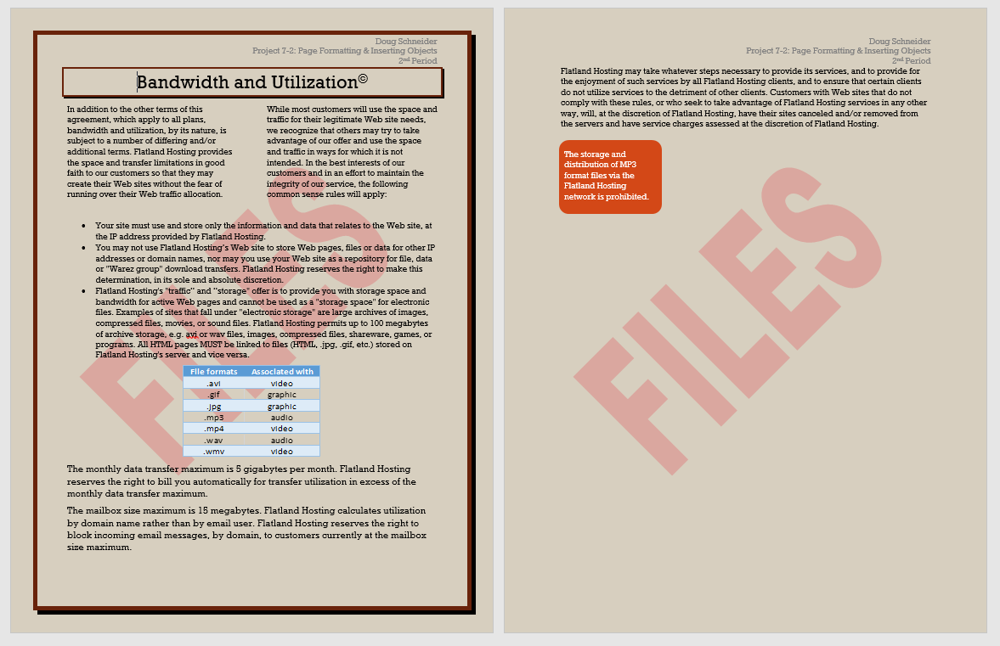 Doug Schneider
Project 7-2: Page Formatting & Inserting Objects
2nd Period
Bandwidth and Utilization©
In addition to the other terms of this
agreement, which apply to all plans,
bandwidth and utilization, by its nature, is
subject to a number of differing and/or
additional terms. Flatland Hosting provides
the space and transfer limitations in good
faith to our customers so that they may
create their Web sites without the fear of
running over their Web traffic allocation.
While most customers will use the space and
traffic for their legitimate Web site needs,
we recognize that others may try to take
advantage of our offer and use the space
and traffic in ways for which it is not
intended. In the best interests of our
customers and in an effort to maintain the
integrity of our service, the following
common sense rules will apply:
• Your site must use and store only the information and data that relates to the Web site, at
the IP address provided by Flatland Hosting.
• You may not use Flatland Hosting's Web site to store Web pages, files or data for other IP
addresses or domain names, nor may you use your Web site as a repository for file, data
or "Warez group" download transfers. Flatland Hosting reserves the right to make this
determination, in its sole and absolute discretion.
• Flatland Hosting's "traffic" and "storage" offer is to provide you with storage space and
bandwidth for active Web pages and cannot be used as a "storage space" for electronic
files. Examples of sites that fall under "electronic storage" are large archives of images,
compressed files, movies, or sound files. Flatland Hosting permits up to 100 megabytes
of archive storage, e.g. avi or wav files, images, compressed files, shareware, games, or
programs. All HTML pages MUST be linked to files (HTML, .jpg, .gif, etc.) stored on
Flatland Hosting's server and vice versa.
File formats Associated with
.avi video
.gif graphic
.jpg graphic
.mp3 audio
.mp4 video
.wav audio
.wmv video
The monthly data transfer maximum is 5 gigabytes per month. Flatland Hosting
reserves the right to bill you automatically for transfer utilization in excess of the
monthly data transfer maximum.
The mailbox size maximum is 15 megabytes. Flatland Hosting calculates utilization
by domain name rather than by email user. Flatland Hosting reserves the right to
block incoming email messages, by domain, to customers currently at the mailbox
size maximum.
FILES
Doug Schneider
Project 7-2: Page Formatting & Inserting Objects
2nd Period
Flatland Hosting may take whatever steps necessary to provide its services, and to provide for
the enjoyment of such services by all Flatland Hosting clients, and to ensure that certain clients
do not utilize services to the detriment of other clients. Customers with Web sites that do not
comply with these rules, or who seek to take advantage of Flatland Hosting services in any other
way, will, at the discretion of Flatland Hosting, have their sites canceled and/or removed from
the servers and have service charges assessed at the discretion of Flatland Hosting.
The storage and
distribution of MP3
format files via the
Flatland Hosting
network is prohibited.
FILES